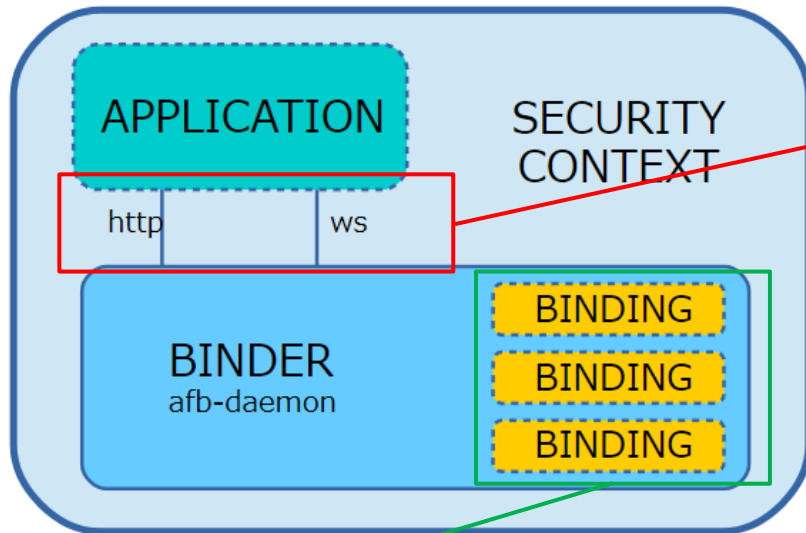 APPLICATION
SECURITY
CONTEXT
http
ws
BINDER
afb-daemon
BINDING
BINDING
BINDING